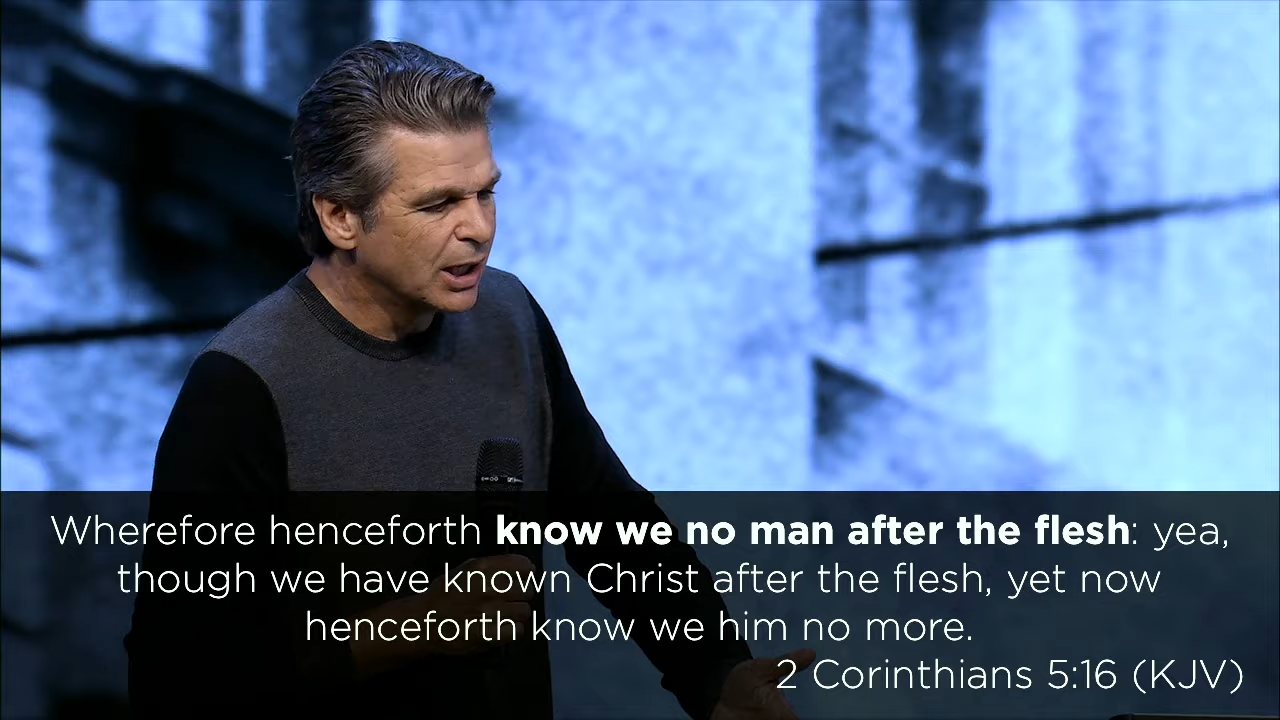 Wherefore henceforth know we no man after the flesh: yea,
though we have known Christ after the flesh, yet now
henceforth know we him no more.
2 Corinthians 5:16 (KJV)